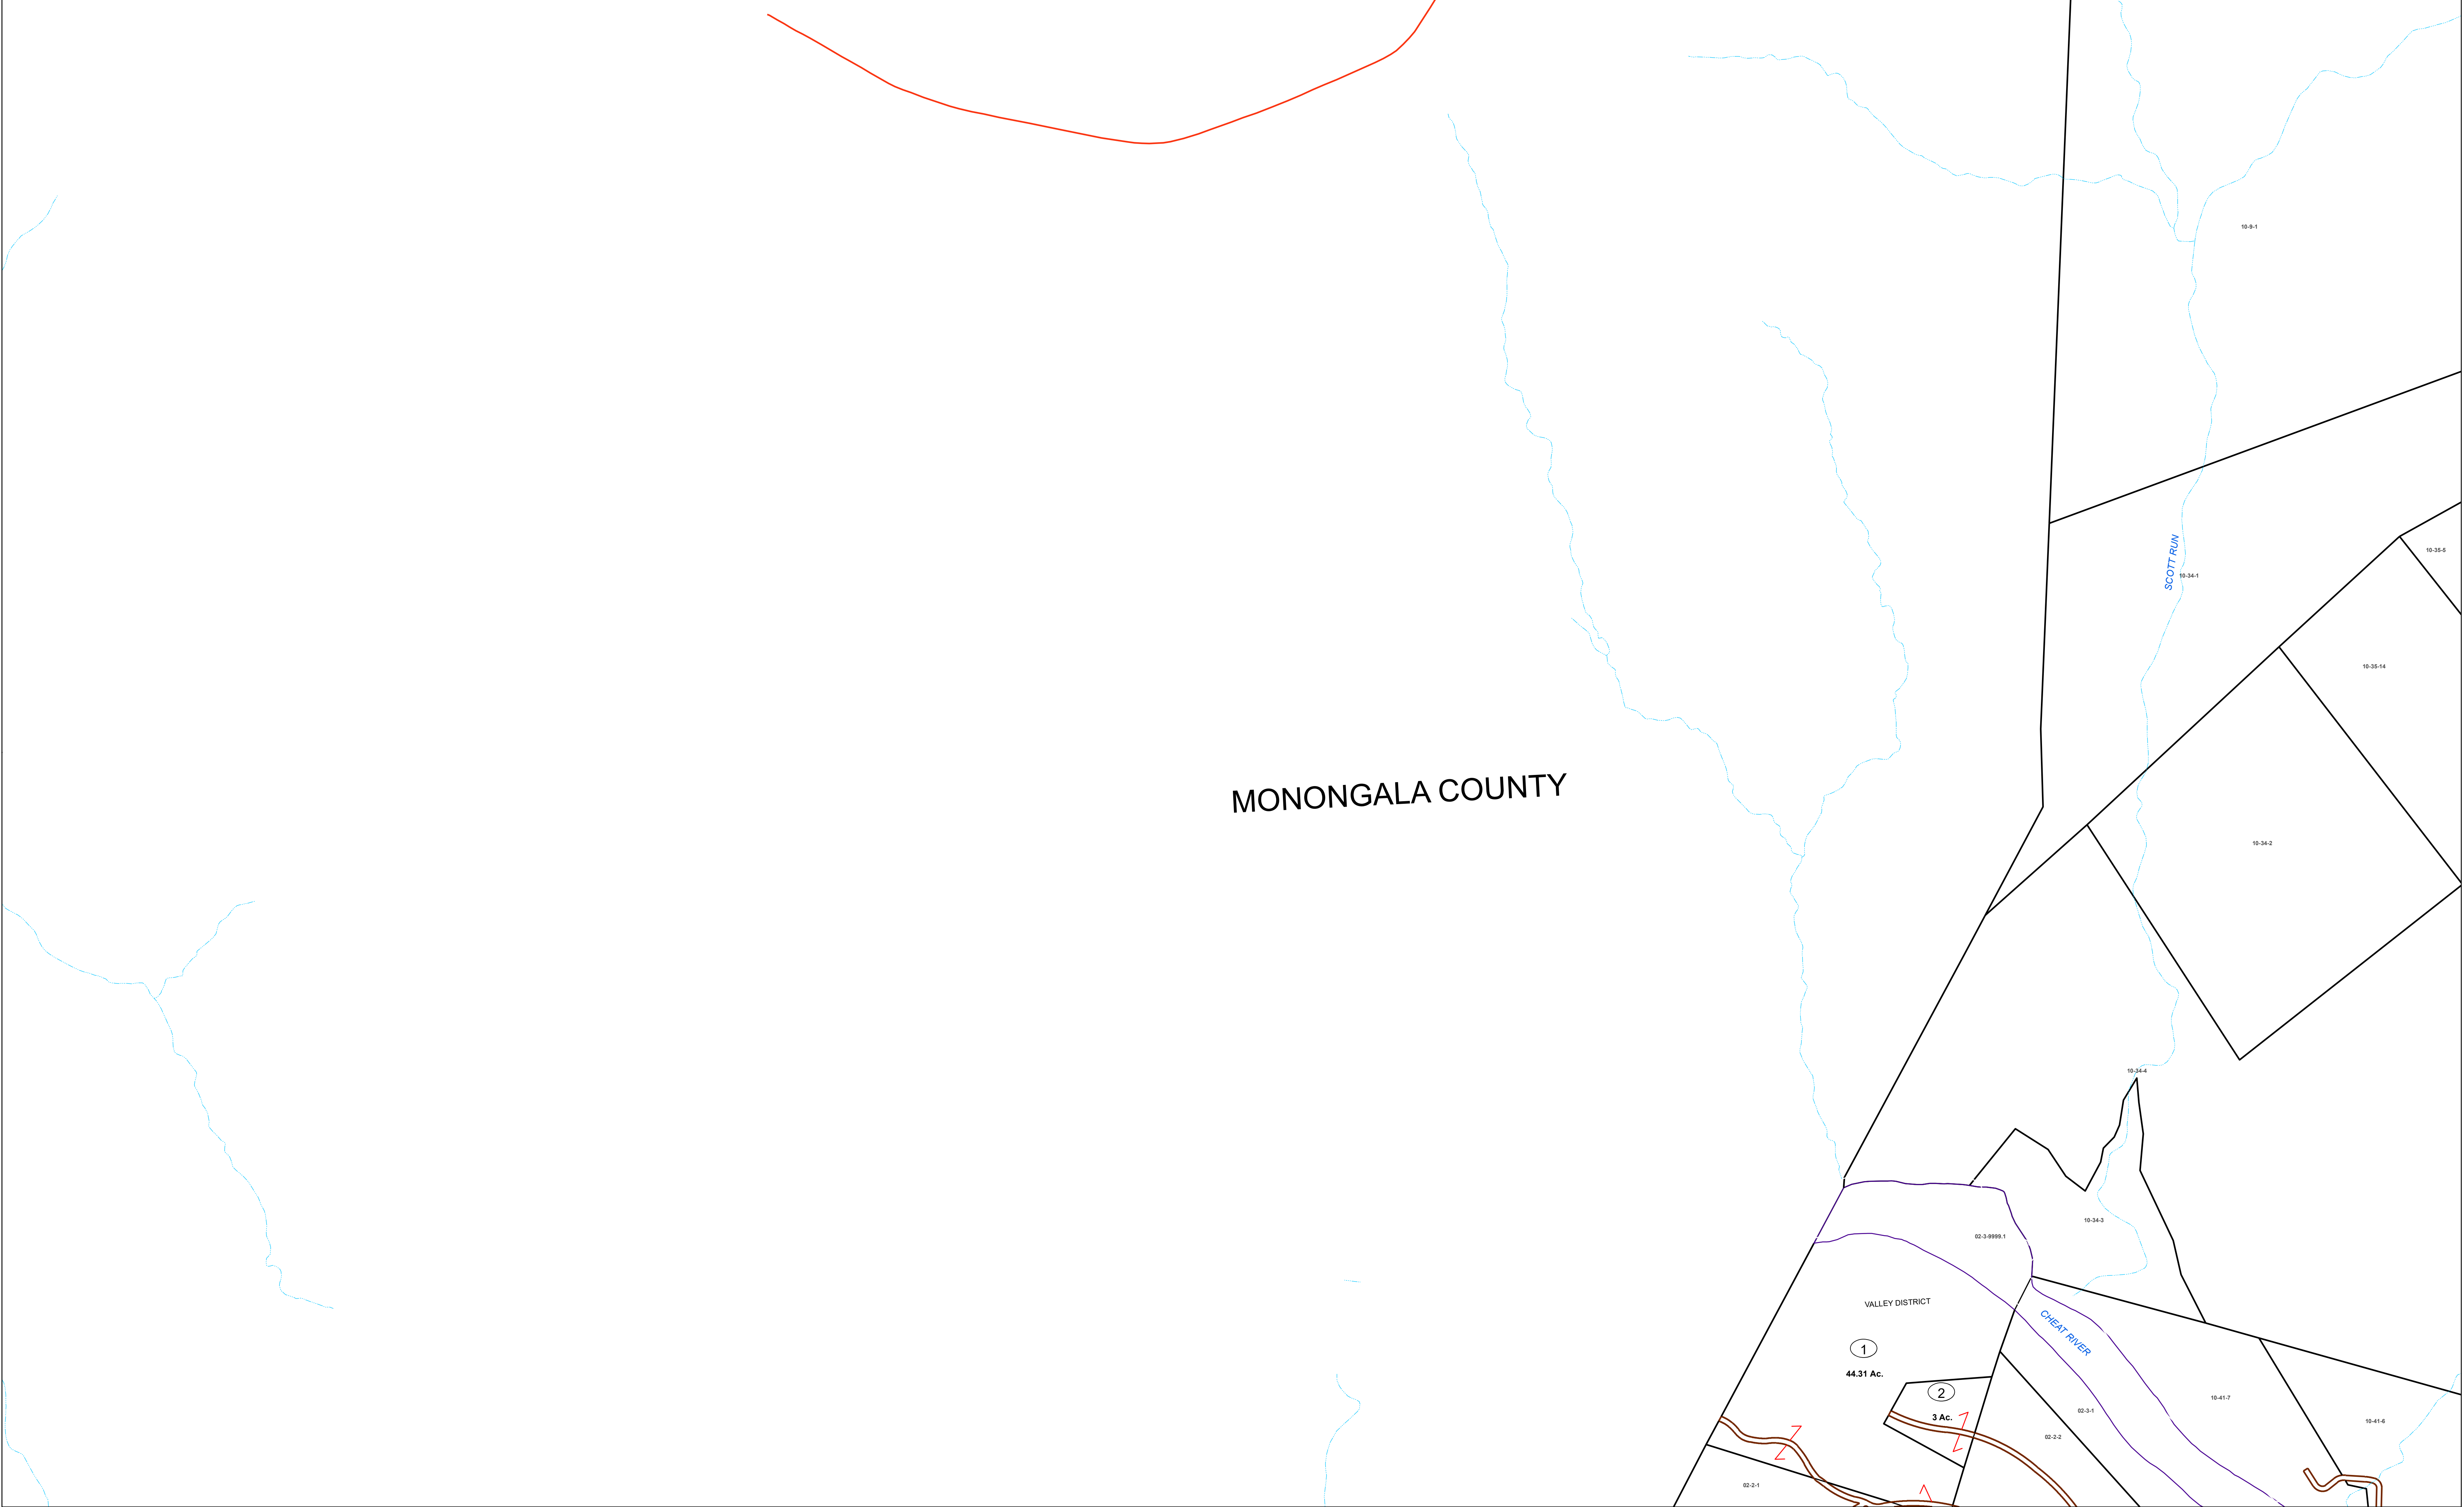 10-9-1
10-35-5
SCOTT RUN
10-34-1
10-35-14
MONONGALA COUNTY
10-34-2
10-34-4
10-34-3
02-3-9999.1
VALLEY DISTRICT
CHEAT RIVER
1
44.31 Ac.
2
3 Ac.
10-41-7
02-3-1
10-41-6
02-2-2
02-2-1